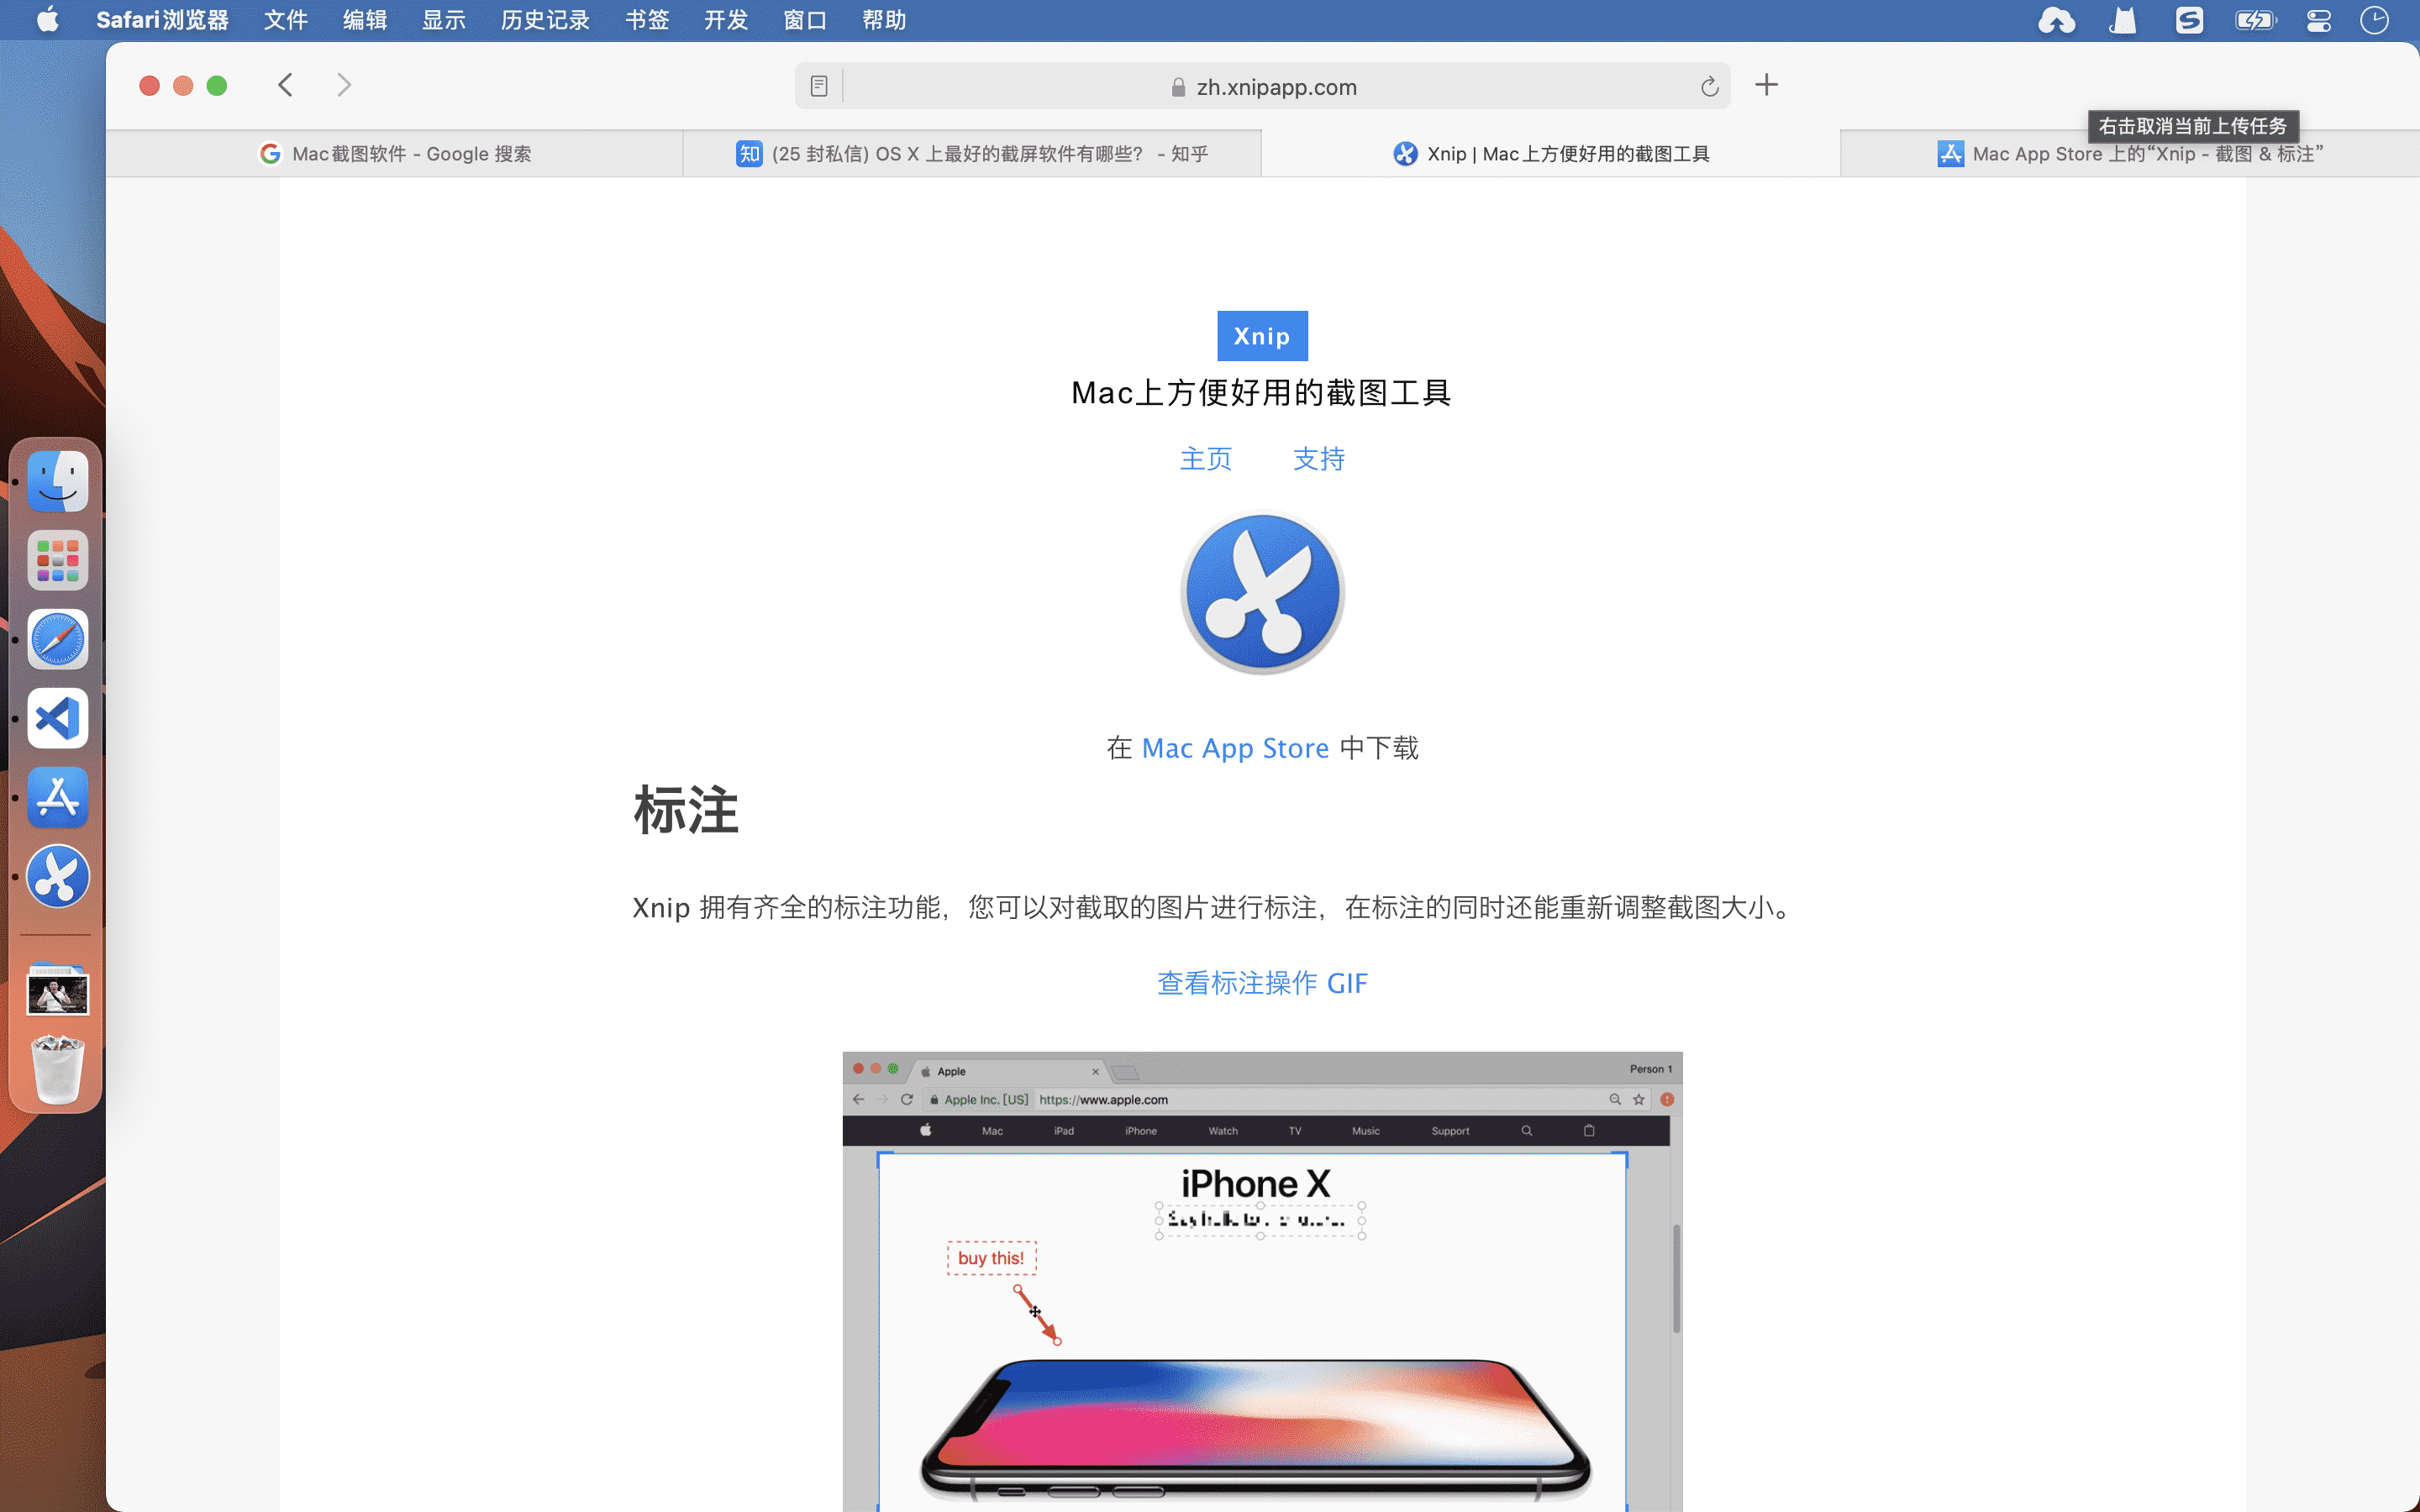 Safari浏览器 文件 编辑 显示 历史记录 书签 开发 窗口 帮助
zh.xnipapp.com
右击取消当前上传任务
Mac截图软件 - Google 搜索
知 (25 封私信) OS X 上最好的截屏软件有哪些？ - 知乎
Xnip | Mac上方便好用的截图工具
Mac App Store 上的“Xnip - 截图 & 标注”
Xnip
Mac上方便好用的截图工具
主页 支持
在 Mac App Store 中下载
标注
Xnip 拥有齐全的标注功能，您可以对截取的图片进行标注，在标注的同时还能重新调整截图大小。
查看标注操作 GIF
Apple Person 1
Apple Inc. [US] https://www.apple.com
Mac iPad iPhone Watch TV Music Support
iPhone X
buy this!